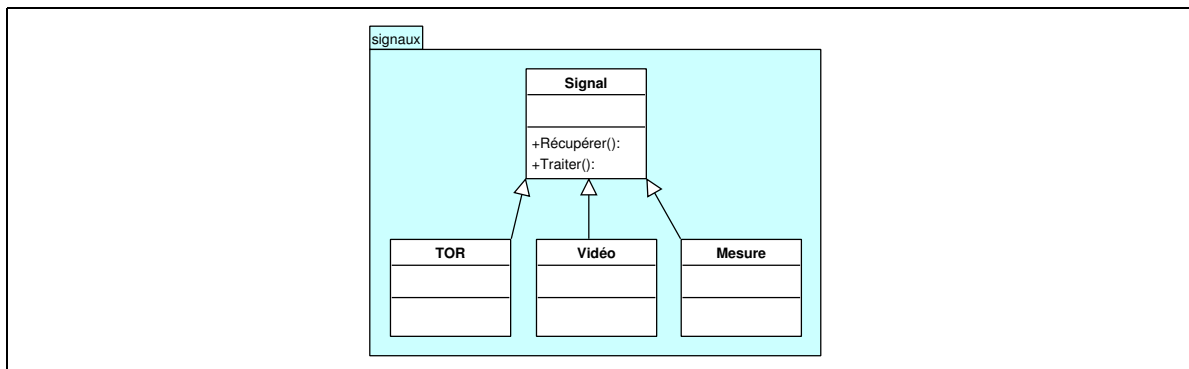 signaux
Signal
+Récupérer():
+Traiter():
TOR
Vidéo
Mesure